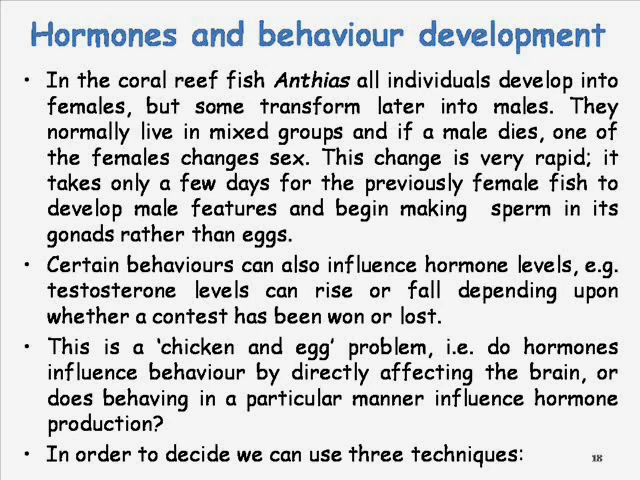 Hormones and behaviour development
• In the coral reef fish Anthias all individuals develop into
females, but some transform later into males. They
normally live in mixed groups and if a male dies, one of
the females changes sex. This change is very rapid; it
takes only a few days for the previously female fish to
develop male features and begin making sperm in its
gonads rather than eggs.
• Certain behaviours can also influence hormone levels, e.g.
testosterone levels can rise or fall depending upon
whether a contest has been won or lost.
• This is a ‘chicken and egg’ problem, i.e. do hormones
influence behaviour by directly affecting the brain, or
does behaving in a particular manner influence hormone
production?
• In order to decide we can use three techniques:
18